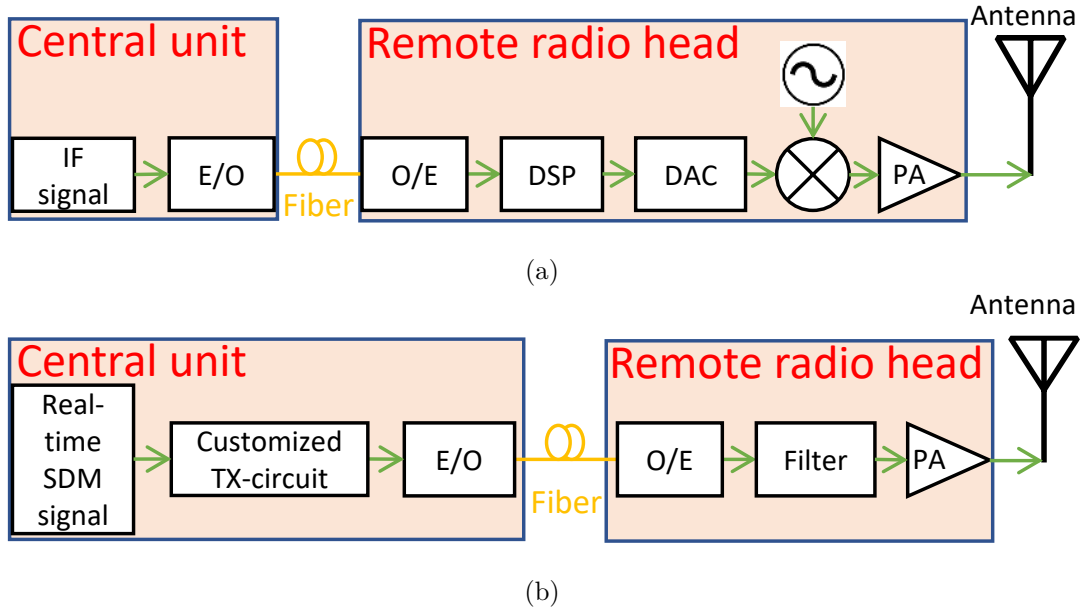 Antenna
Central unit
Remote radio head
IF
signal
E/O
Fiber
O/E
DSP
DAC
PA
(a)
Antenna
Central unit
Remote radio head
Real-
time
SDM
signal
Customized
TX-circuit
E/O
Fiber
O/E
Filter
PA
(b)